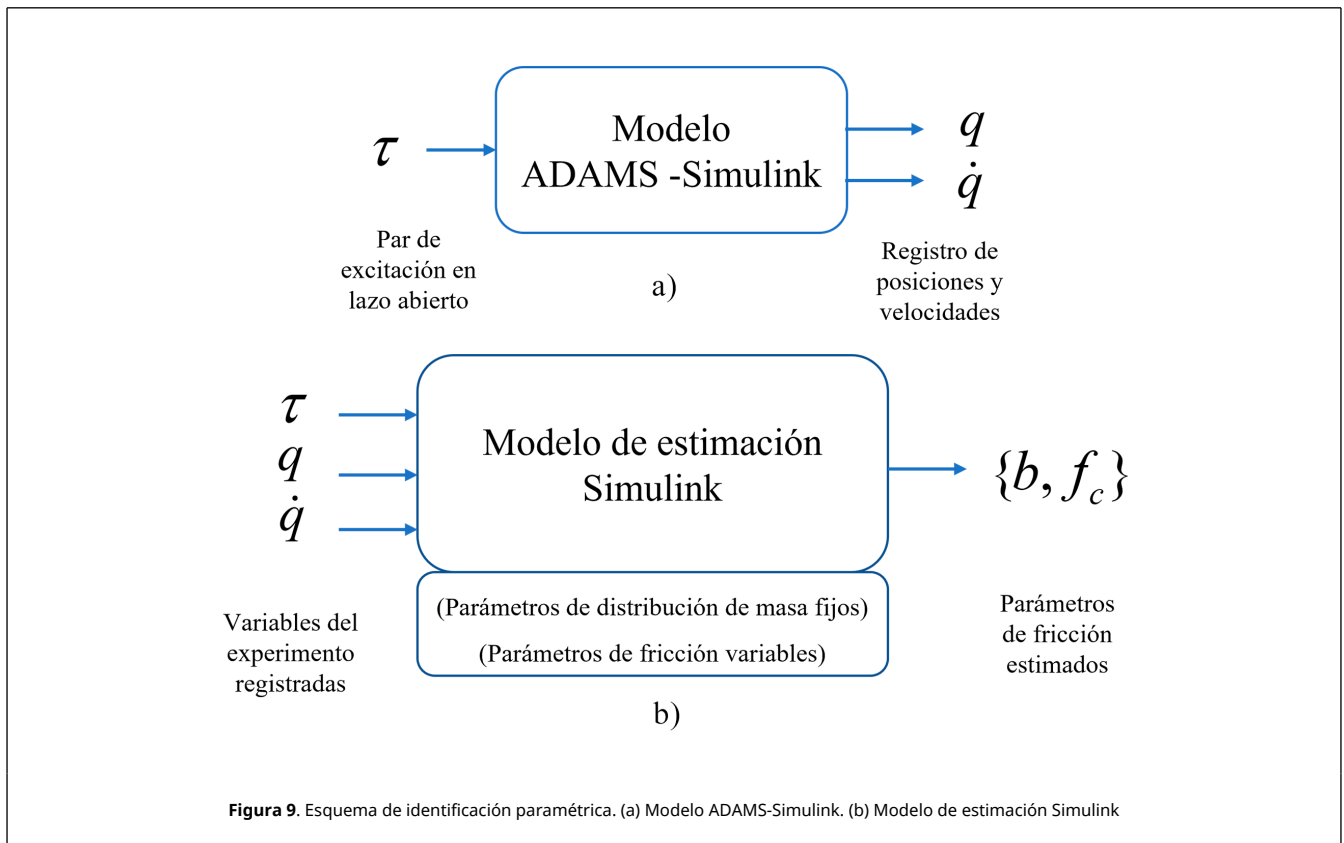 τ
Modelo
ADAMS -Simulink
q
q̇
Par de
excitación en
lazo abierto
Registro de
posiciones y
velocidades
a)
τ
q
q̇
Modelo de estimación
Simulink
{b, f_c}
(Parámetros de distribución de masa fijos)
(Parámetros de fricción variables)
Variables del
experimento
registradas
Parámetros
de fricción
estimados
b)
Figura 9. Esquema de identificación paramétrica. (a) Modelo ADAMS-Simulink. (b) Modelo de estimación Simulink